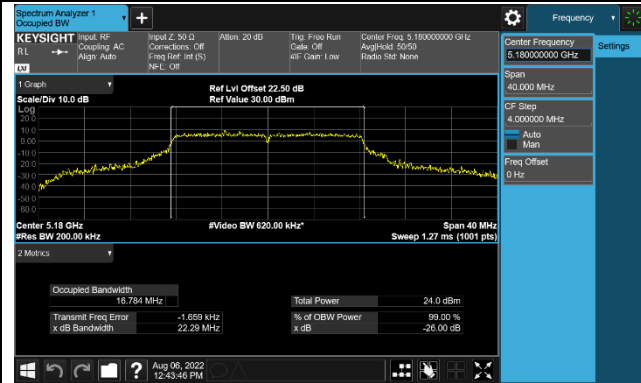 Spectrum Analyzer 1
Occupied BW
Frequency
KEYSIGHT
RL
Input: RF
Coupling: AC
Align: Auto
Input Z: 50 Ω
Corrections: Off
Freq Ref: Int (S)
NFE: Off
Atten: 20 dB
Trig: Free Run
Gate: Off
#IF Gain: Low
Center Freq: 5.180000000 GHz
Avg|Hold: 50/50
Radio Std: None
LXI
1 Graph
Scale/Div 10.0 dB
Ref Lvl Offset 22.50 dB
Ref Value 30.00 dBm
Log
20.0
10.0
0.00
-10.0
-20.0
-30.0
-40.0
-50.0
-60.0
Center 5.18 GHz
#Res BW 200.00 kHz
#Video BW 620.00 kHz*
Span 40 MHz
Sweep 1.27 ms (1001 pts)
2 Metrics
Occupied Bandwidth
16.784 MHz
Transmit Freq Error -1.659 kHz
x dB Bandwidth 22.29 MHz
Total Power 24.0 dBm
% of OBW Power 99.00 %
x dB -26.00 dB
Center Frequency
5.180000000 GHz
Settings
Span
40.000 MHz
CF Step
4.000000 MHz
Auto
Man
Freq Offset
0 Hz
Aug 06, 2022
12:43:46 PM